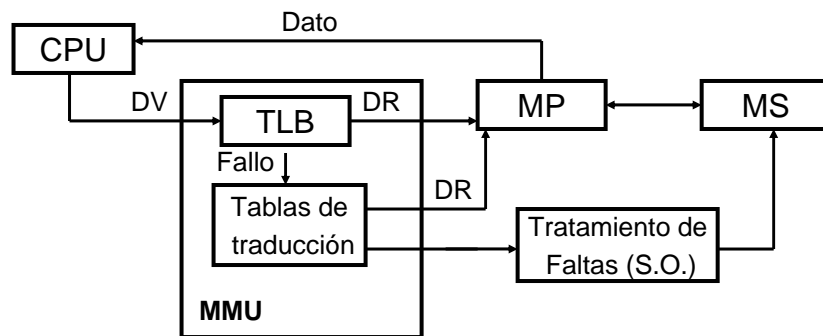 Dato
CPU
DV
TLB
DR
MP
MS
Fallo
DR
Tablas de
traducción
Tratamiento de
Faltas (S.O.)
MMU